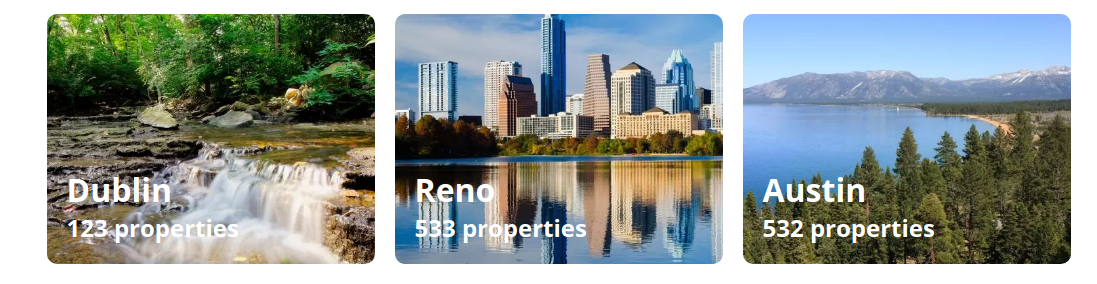 Dublin
123 properties
Reno
533 properties
Austin
532 properties